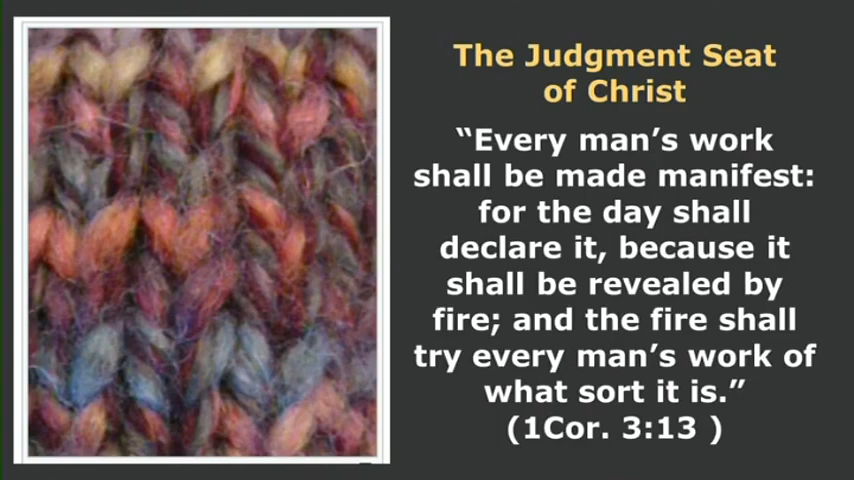 The Judgment Seat
of Christ
“Every man’s work
shall be made manifest:
for the day shall
declare it, because it
shall be revealed by
fire; and the fire shall
try every man’s work of
what sort it is.”
(1Cor. 3:13 )